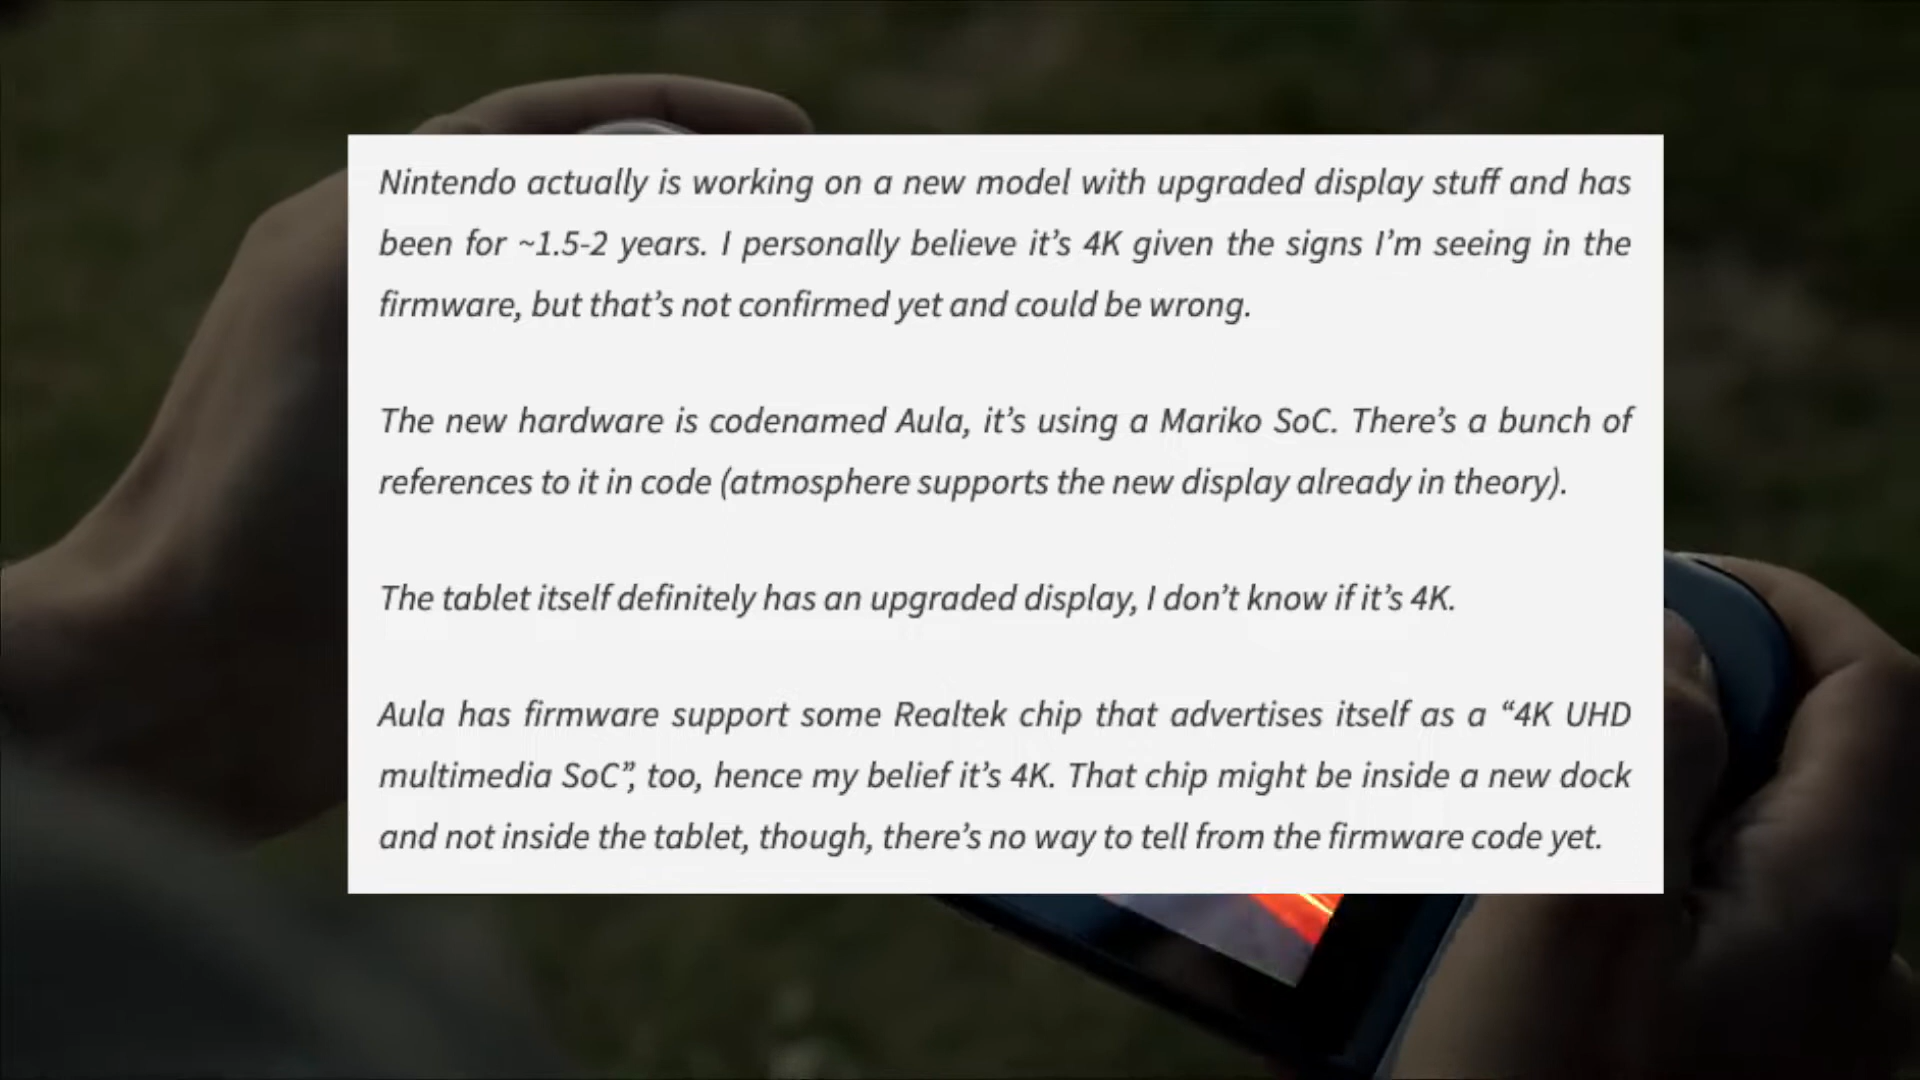 Nintendo actually is working on a new model with upgraded display stuff and has
been for ~1.5-2 years. I personally believe it’s 4K given the signs I’m seeing in the
firmware, but that’s not confirmed yet and could be wrong.
The new hardware is codenamed Aula, it’s using a Mariko SoC. There’s a bunch of
references to it in code (atmosphere supports the new display already in theory).
The tablet itself definitely has an upgraded display, I don’t know if it’s 4K.
Aula has firmware support some Realtek chip that advertises itself as a “4K UHD
multimedia SoC”, too, hence my belief it’s 4K. That chip might be inside a new dock
and not inside the tablet, though, there’s no way to tell from the firmware code yet.